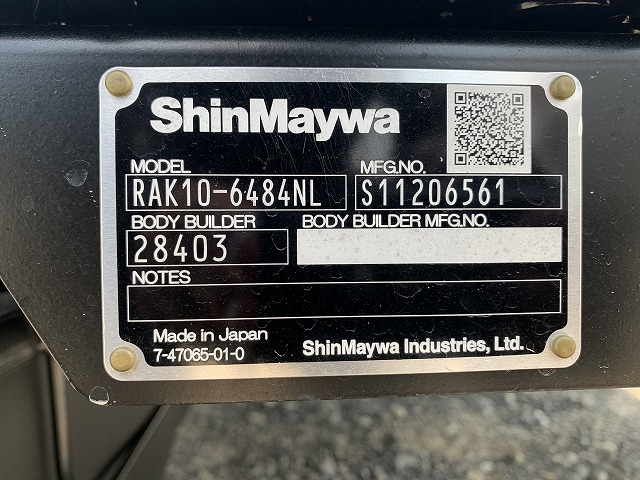 ShinMaywa
MODEL MFG.NO.
RAK10-6484NL S11206561
BODY BUILDER BODY BUILDER MFG.NO.
28403
NOTES
Made in Japan
7-47065-01-0 ShinMaywa Industries, Ltd.